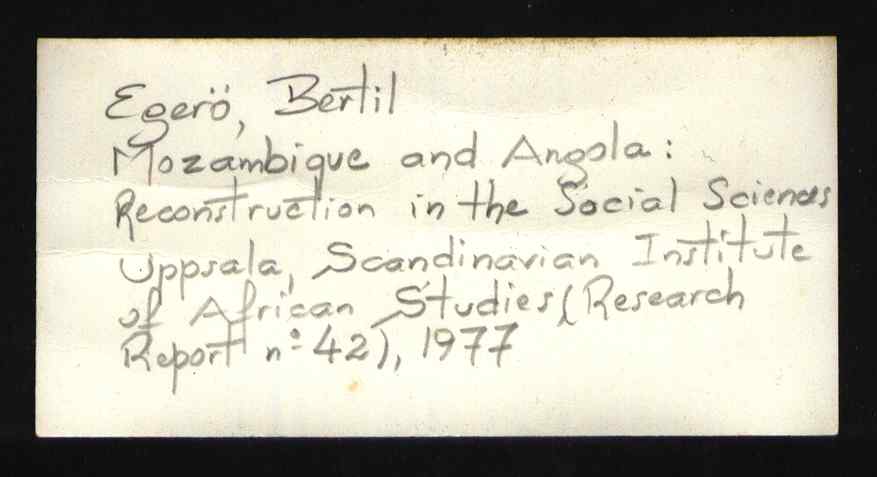 Egerö, Bertil
Mozambique and Angola:
Reconstruction in the Social Sciences
Uppsala, Scandinavian Institute
of African Studies (Research
Report nº 42), 1977